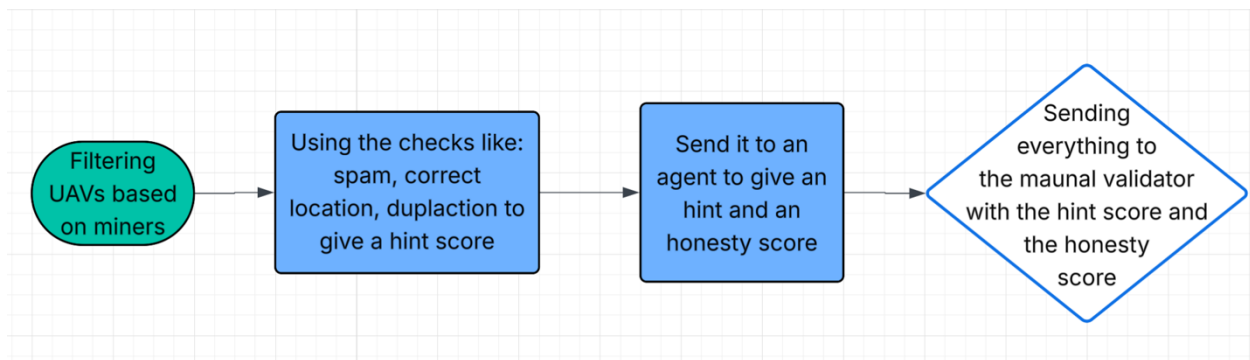 Filtering
UAVs based
on miners
Using the checks like:
spam, correct
location, duplaction to
give a hint score
Send it to an
agent to give an
hint and an
honesty score
Sending
everything to
the maunal validator
with the hint score and
the honesty
score